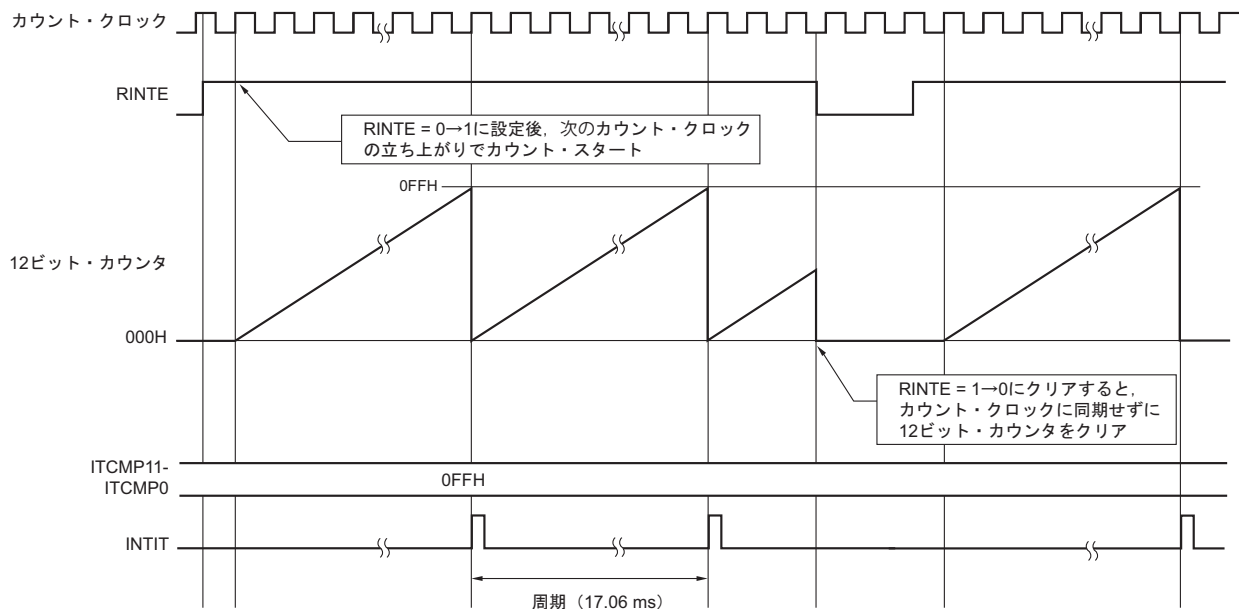 カウント・クロック
RINTE
RINTE = 0→1に設定後，次のカウント・クロック
の立ち上がりでカウント・スタート
0FFH
12ビット・カウンタ
000H
RINTE = 1→0にクリアすると，
カウント・クロックに同期せずに
12ビット・カウンタをクリア
ITCMP11-
ITCMP0
0FFH
INTIT
周期（17.06 ms）